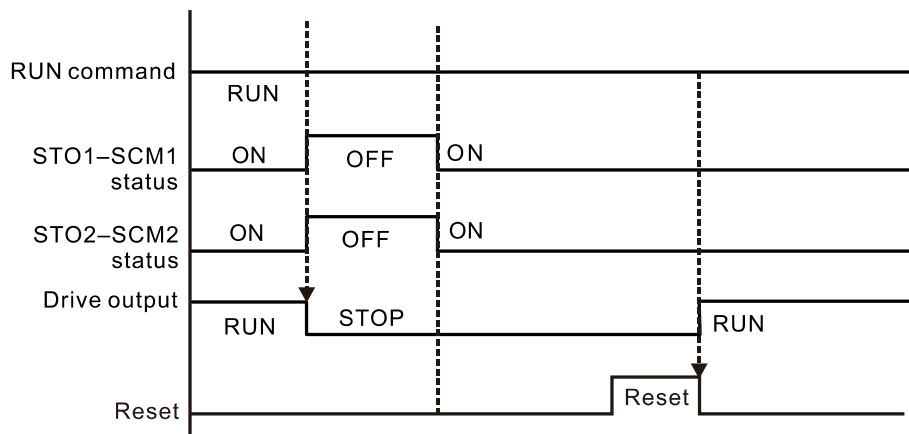 RUN command
RUN
STO1–SCM1
status
ON
OFF
ON
STO2–SCM2
status
ON
OFF
ON
Drive output
RUN
STOP
RUN
Reset
Reset